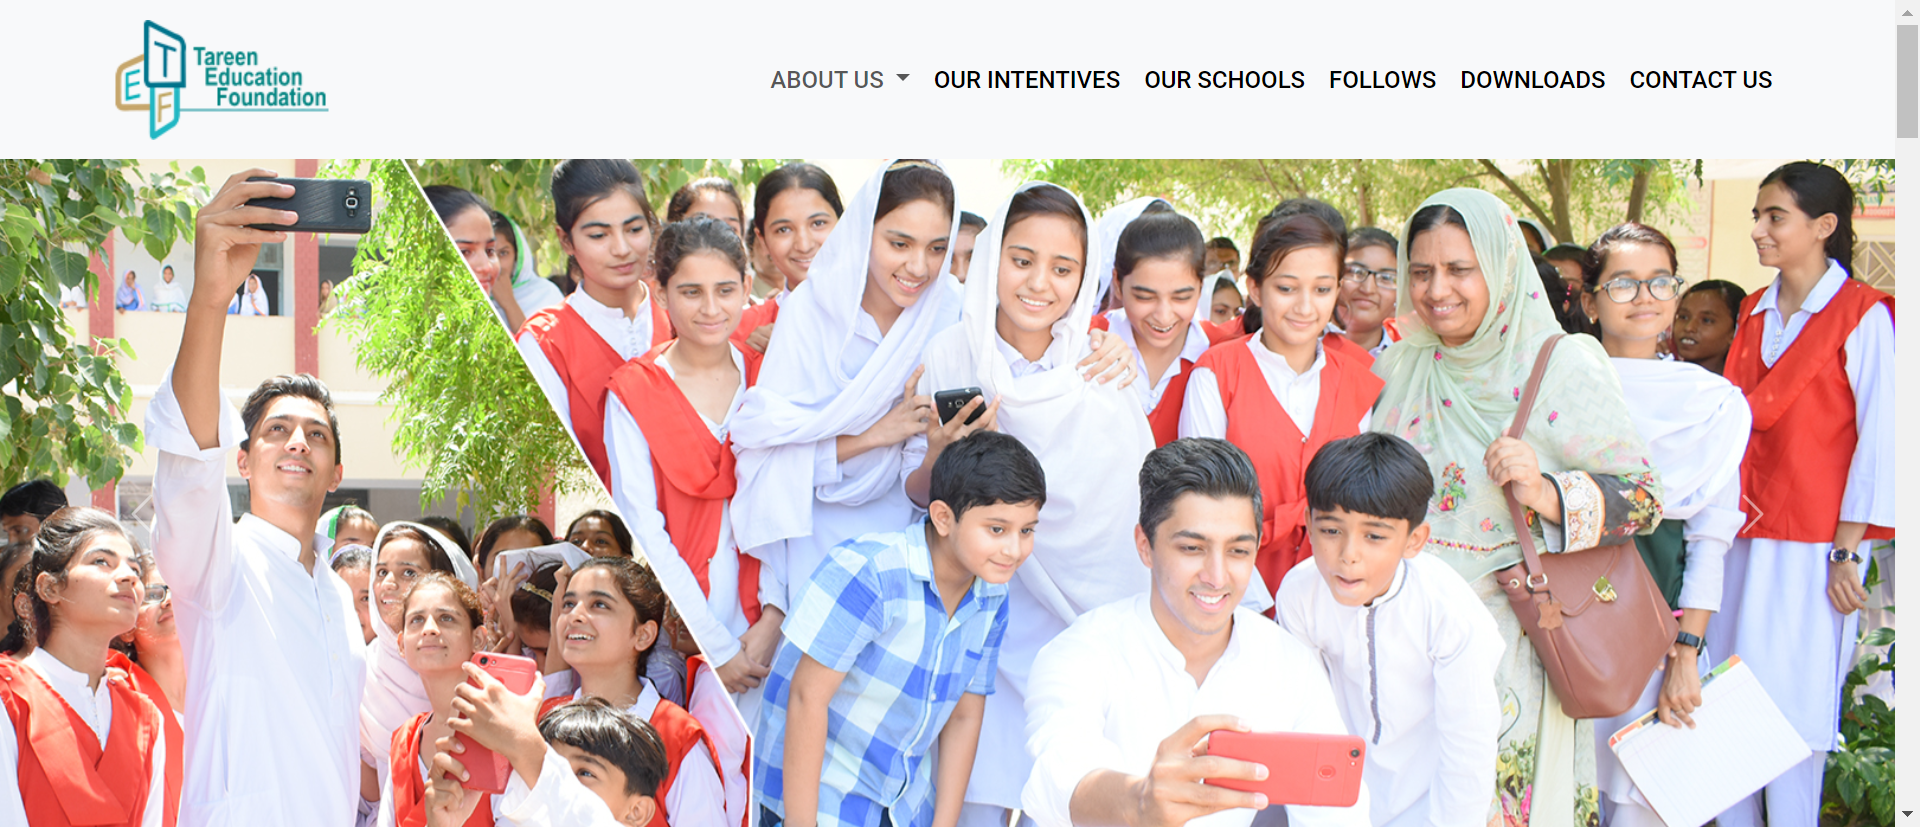 T
E
F
Tareen
Education
Foundation
ABOUT US
OUR INTENTIVES
OUR SCHOOLS
FOLLOWS
DOWNLOADS
CONTACT US